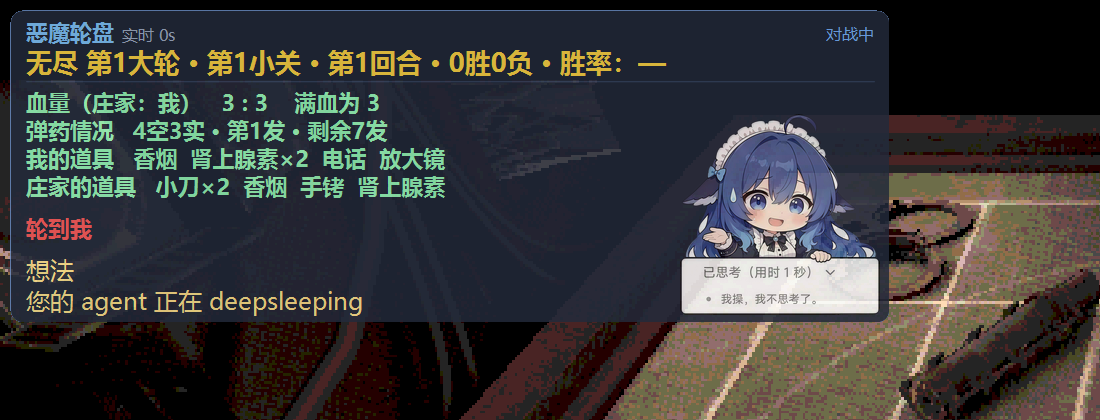 恶魔轮盘 实时 0s 对战中
无尽 第1大轮・第1小关・第1回合・0胜0负・胜率：—
血量（庄家：我） 3 : 3 满血为 3
弹药情况 4空3实・第1发・剩余7发
我的道具 香烟 肾上腺素×2 电话 放大镜
庄家的道具 小刀×2 香烟 手铐 肾上腺素
轮到我
想法
您的 agent 正在 deepsleeping
已思考（用时 1 秒）
• 我操，我不思考了。